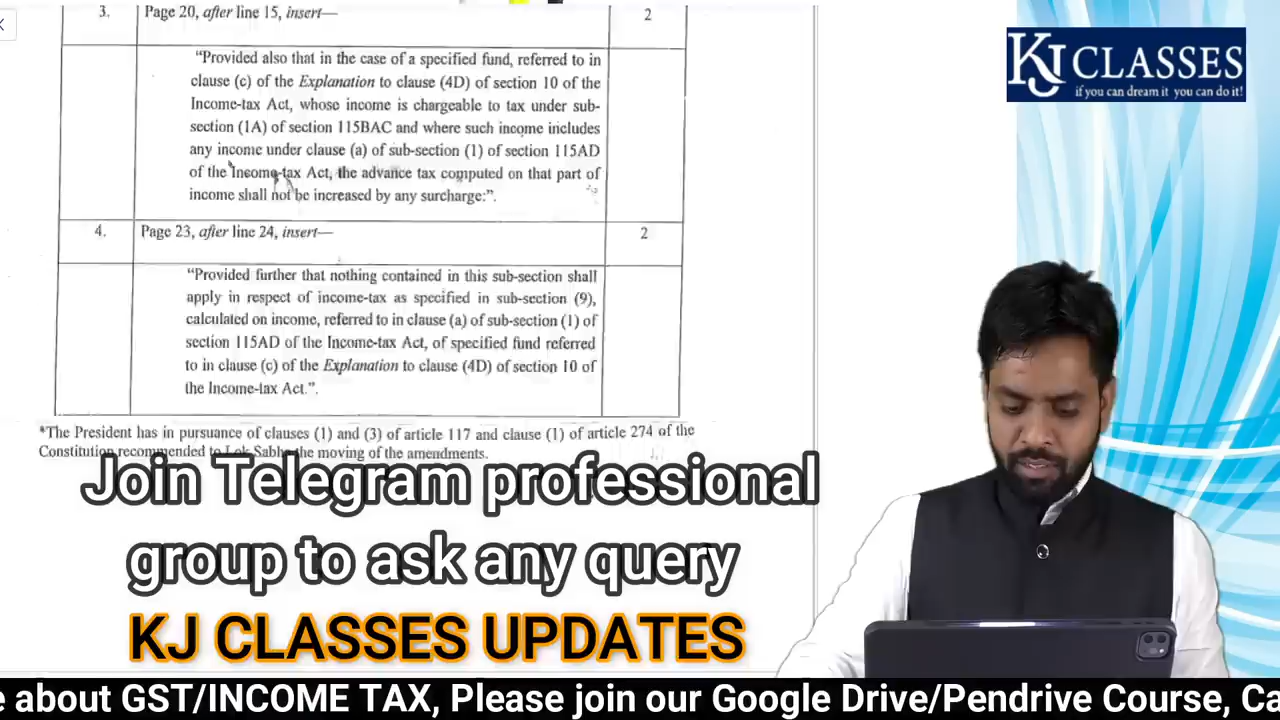 3.
Page 20, after line 15, insert—
2
“Provided also that in the case of a specified fund, referred to in
clause (c) of the Explanation to clause (4D) of section 10 of the
Income-tax Act, whose income is chargeable to tax under sub-
section (1A) of section 115BAC and where such income includes
any income under clause (a) of sub-section (1) of section 115AD
of the Income-tax Act, the advance tax computed on that part of
income shall not be increased by any surcharge:”.
4.
Page 23, after line 24, insert—
2
“Provided further that nothing contained in this sub-section shall
apply in respect of income-tax as specified in sub-section (9),
calculated on income, referred to in clause (a) of sub-section (1) of
section 115AD of the Income-tax Act, of specified fund referred
to in clause (c) of the Explanation to clause (4D) of section 10 of
the Income-tax Act.”.
*The President has in pursuance of clauses (1) and (3) of article 117 and clause (1) of article 274 of the
Constitution recommended to Lok Sabha the moving of the amendments.
Join Telegram professional
group to ask any query
KJ CLASSES UPDATES
KJ CLASSES
if you can dream it you can do it!
e about GST/INCOME TAX, Please join our Google Drive/Pendrive Course, Ca